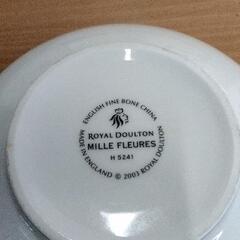 ENGLISH FINE BONE CHINA
ROYAL DOULTON
MILLE FLEURES
H 5241
MADE IN ENGLAND © 2003 ROYAL DOULTON